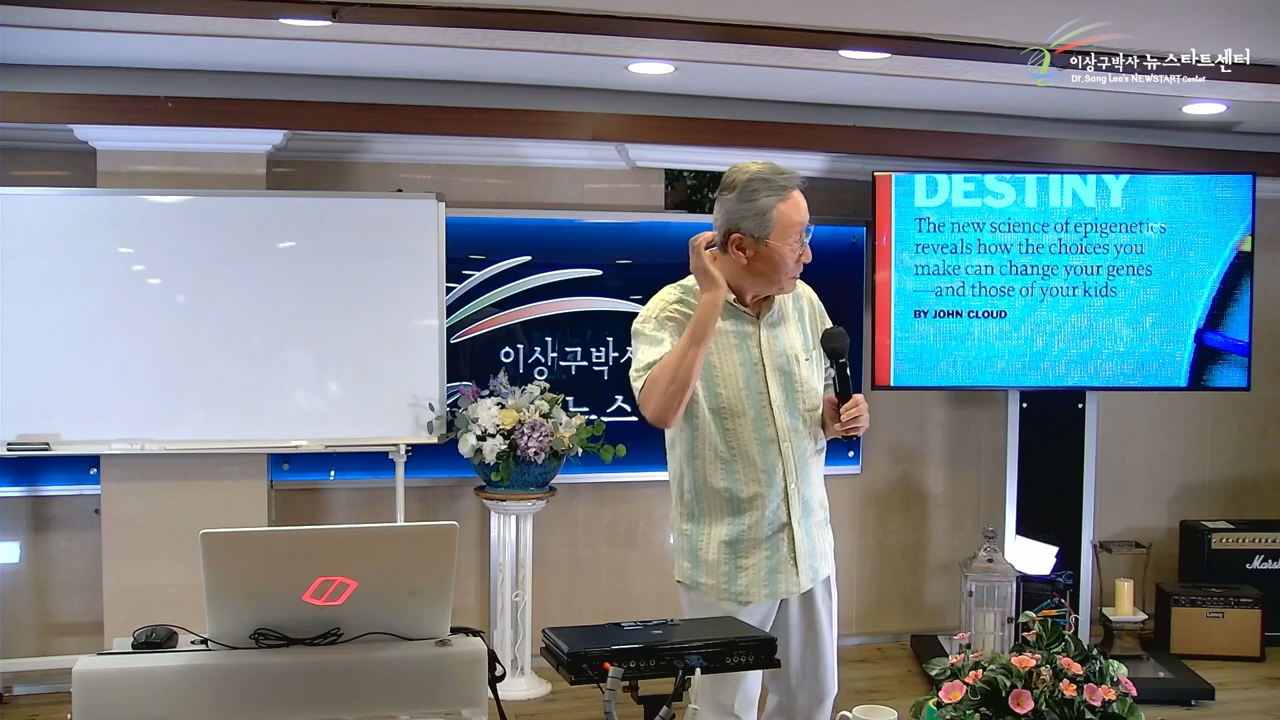 이상구박사 뉴스타트센터
Dr.Sang Lee's NEWSTART Center
DESTINY
The new science of epigenetics
reveals how the choices you
make can change your genes
—and those of your kids
BY JOHN CLOUD
이상구박사
뉴스
Laney